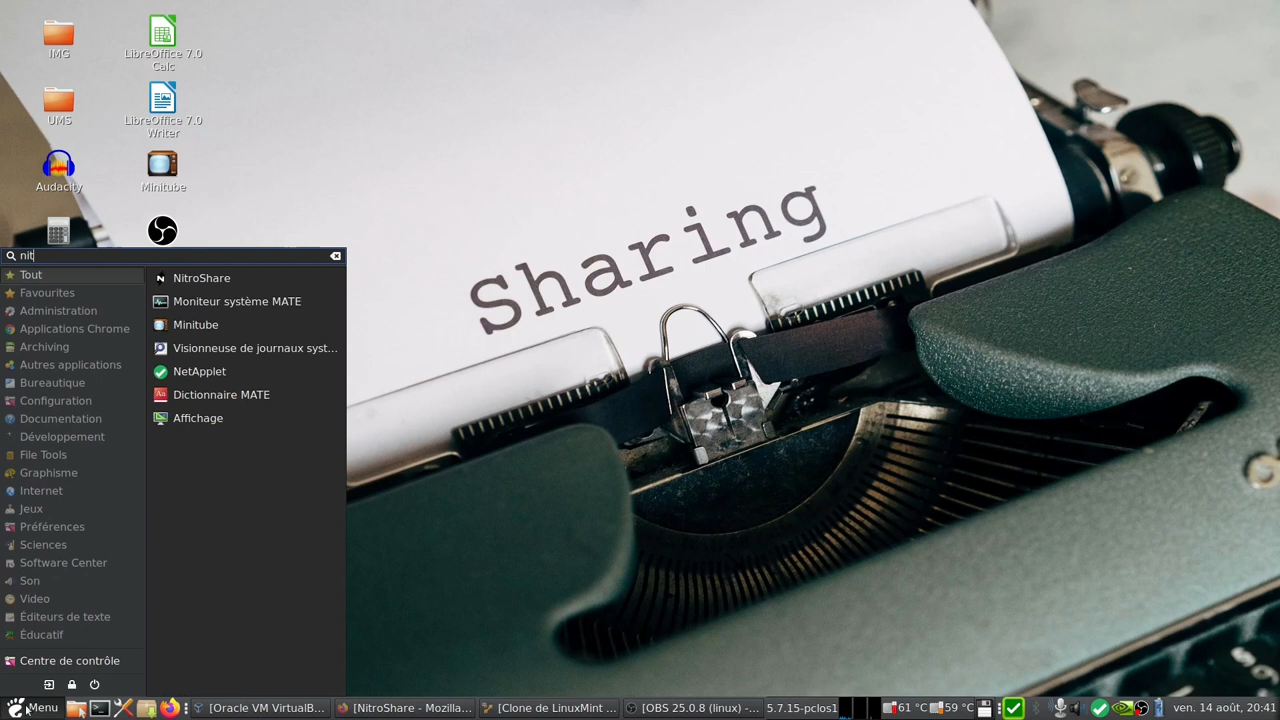 IMG
LibreOffice 7.0
Calc
UMS
LibreOffice 7.0
Writer
Audacity
Minitube
Sharing
nit
Tout
Favourites
Administration
Applications Chrome
Archiving
Autres applications
Bureautique
Configuration
Documentation
Développement
File Tools
Graphisme
Internet
Jeux
Préférences
Sciences
Software Center
Son
Video
Éditeurs de texte
Éducatif
Centre de contrôle
NitroShare
Moniteur système MATE
Minitube
Visionneuse de journaux syst...
NetApplet
Dictionnaire MATE
Affichage
Menu
[Oracle VM VirtualB...
[NitroShare - Mozilla...
[Clone de LinuxMint ...
[OBS 25.0.8 (linux) -...
5.7.15-pclos1
61 °C
59 °C
ven. 14 août, 20:41